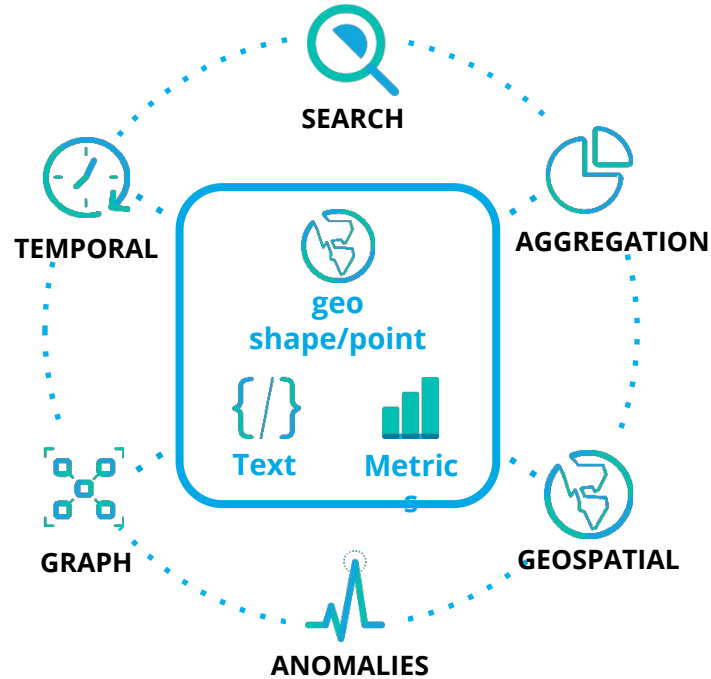 SEARCH
TEMPORAL
AGGREGATION
geo
shape/point
{/}
Text
Metric
s
GRAPH
GEOSPATIAL
ANOMALIES